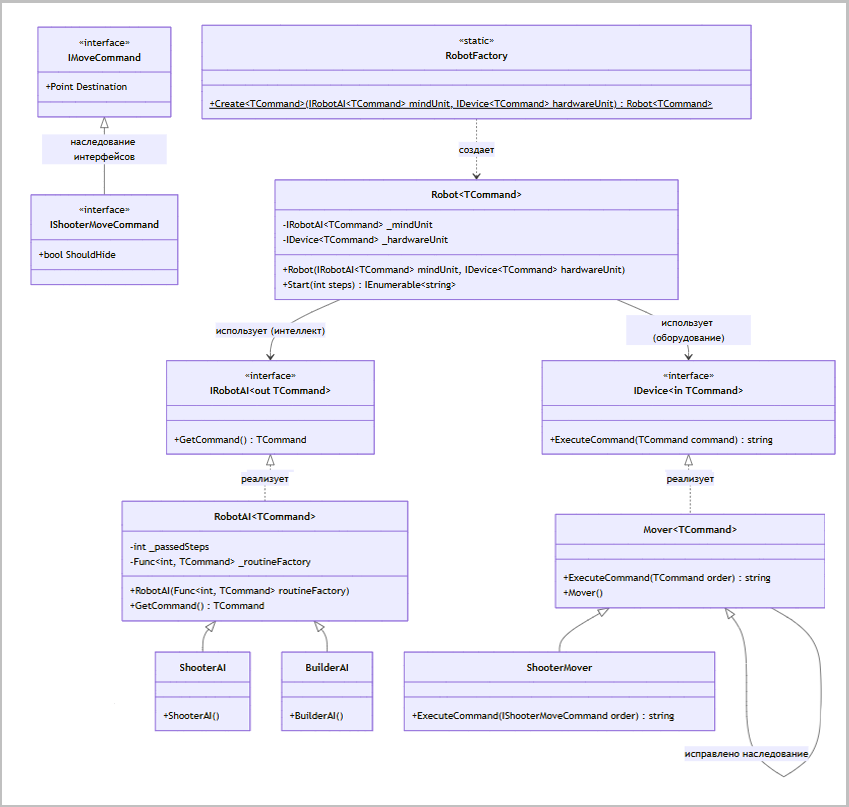 «interface»
IMoveCommand
+Point Destination
наследование
интерфейсов
«interface»
IShooterMoveCommand
+bool ShouldHide
«static»
RobotFactory
+Create<TCommand>(IRobotAI<TCommand> mindUnit, IDevice<TCommand> hardwareUnit) : Robot<TCommand>
создает
Robot<TCommand>
-IRobotAI<TCommand> _mindUnit
-IDevice<TCommand> _hardwareUnit
+Robot(IRobotAI<TCommand> mindUnit, IDevice<TCommand> hardwareUnit)
+Start(int steps) : IEnumerable<string>
использует (интеллект)
использует
(оборудование)
«interface»
IRobotAI<out TCommand>
+GetCommand() : TCommand
«interface»
IDevice<in TCommand>
+ExecuteCommand(TCommand command) : string
реализует
реализует
RobotAI<TCommand>
-int _passedSteps
-Func<int, TCommand> _routineFactory
+RobotAI(Func<int, TCommand> routineFactory)
+GetCommand() : TCommand
Mover<TCommand>
+ExecuteCommand(TCommand order) : string
+Mover()
ShooterAI
+ShooterAI()
BuilderAI
+BuilderAI()
ShooterMover
+ExecuteCommand(IShooterMoveCommand order) : string
исправлено наследование